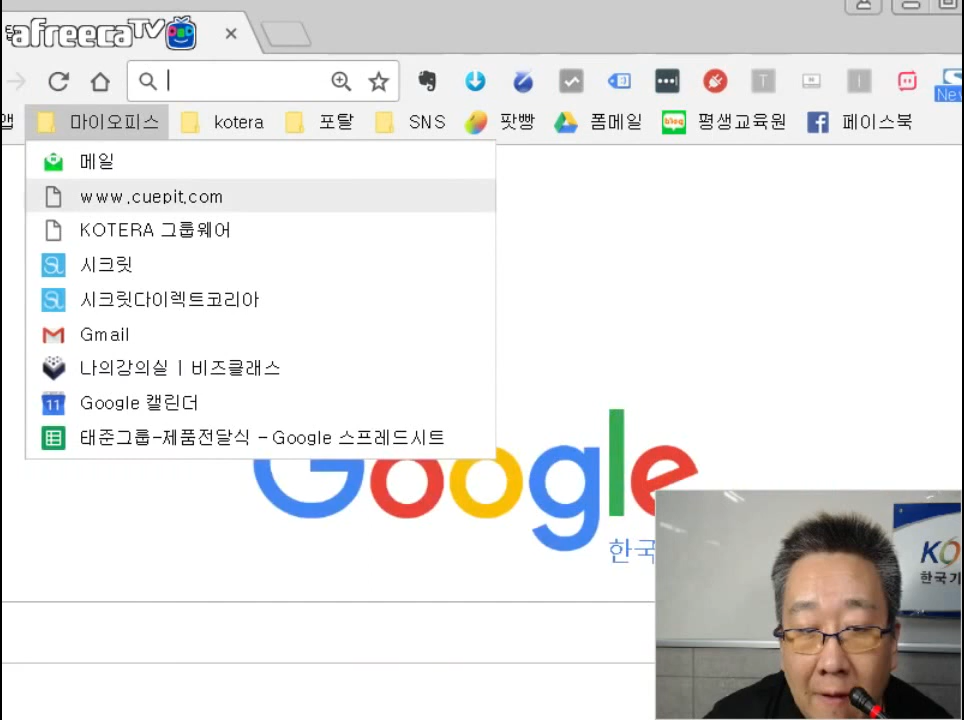 afreecaTV
T
New
앱 마이오피스 kotera 포탈 SNS 팟빵 폼메일 blog 평생교육원 페이스북
메일
www.cuepit.com
KOTERA 그룹웨어
시크릿
시크릿다이렉트코리아
Gmail
나의강의실 | 비즈클래스
11 Google 캘린더
태준그룹-제품전달식 - Google 스프레드시트
Google
한국
KO
한국기